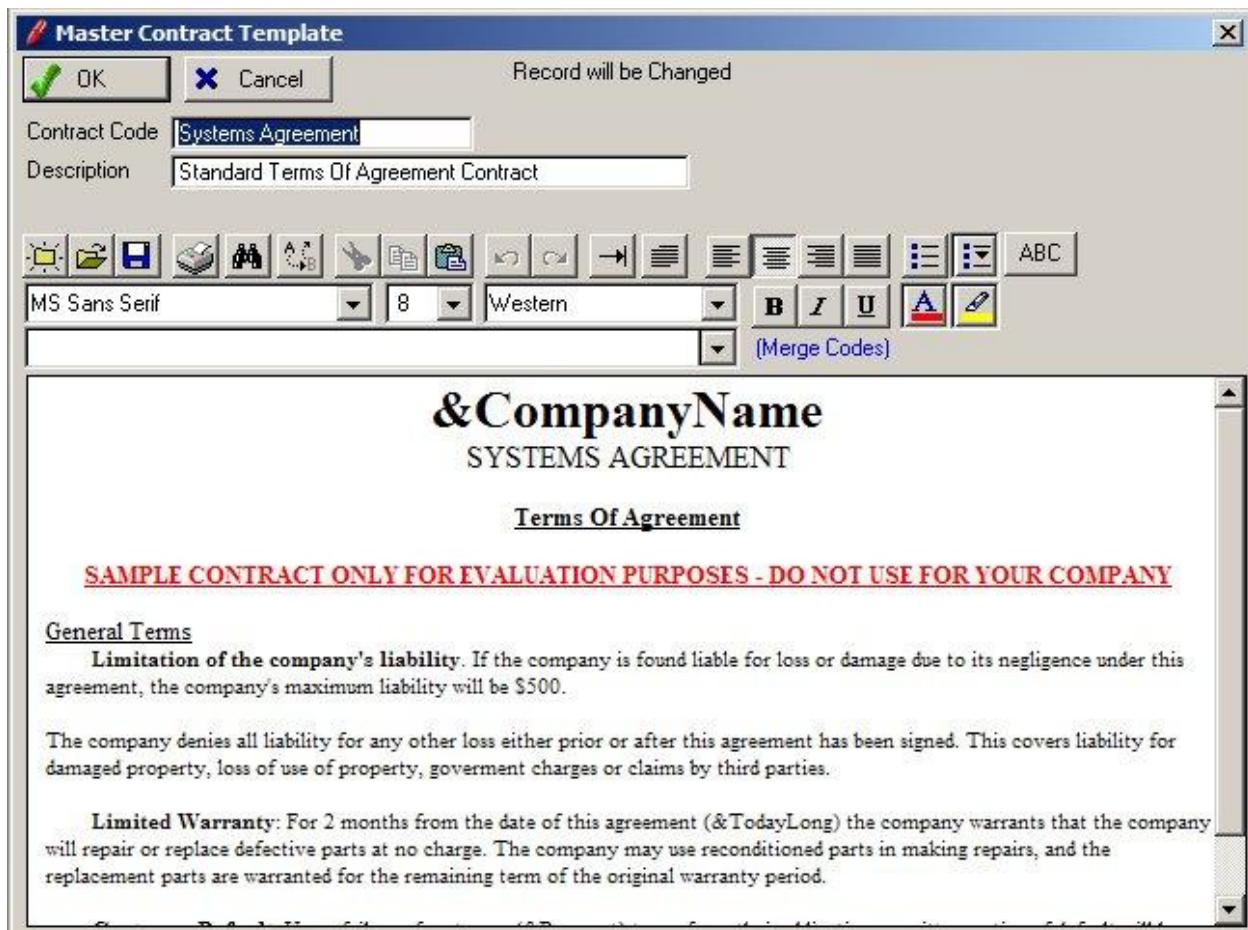 Master Contract Template
OK Cancel Record will be Changed
Contract Code Systems Agreement
Description Standard Terms Of Agreement Contract
ABC
MS Sans Serif 8 Western B I U A
(Merge Codes)
&CompanyName
SYSTEMS AGREEMENT
Terms Of Agreement
SAMPLE CONTRACT ONLY FOR EVALUATION PURPOSES - DO NOT USE FOR YOUR COMPANY
General Terms
Limitation of the company's liability. If the company is found liable for loss or damage due to its negligence under this
agreement, the company's maximum liability will be $500.
The company denies all liability for any other loss either prior or after this agreement has been signed. This covers liability for
damaged property, loss of use of property, goverment charges or claims by third parties.
Limited Warranty: For 2 months from the date of this agreement (&TodayLong) the company warrants that the company
will repair or replace defective parts at no charge. The company may use reconditioned parts in making repairs, and the
replacement parts are warranted for the remaining term of the original warranty period.